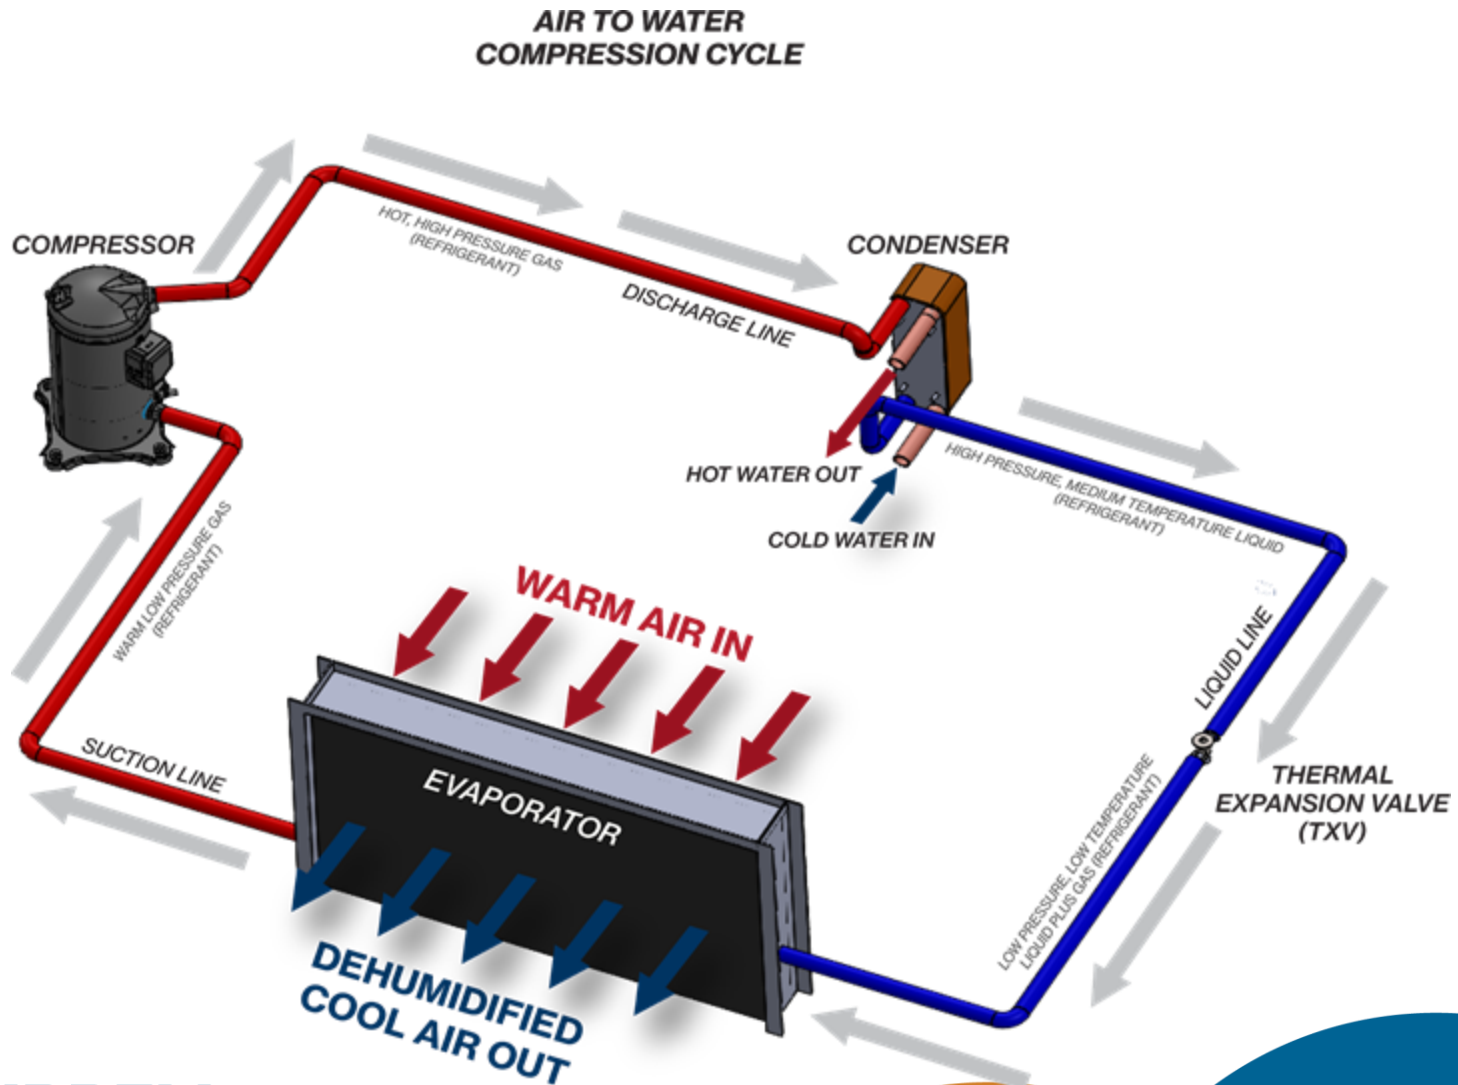 AIR TO WATER
COMPRESSION CYCLE
COMPRESSOR
HOT, HIGH PRESSURE GAS
(REFRIGERANT)
DISCHARGE LINE
CONDENSER
HOT WATER OUT
COLD WATER IN
HIGH PRESSURE, MEDIUM TEMPERATURE LIQUID
(REFRIGERANT)
LIQUID LINE
THERMAL
EXPANSION VALVE
(TXV)
LOW PRESSURE, LOW TEMPERATURE
LIQUID PLUS GAS (REFRIGERANT)
WARM AIR IN
EVAPORATOR
DEHUMIDIFIED
COOL AIR OUT
SUCTION LINE
WARM LOW PRESSURE GAS
(REFRIGERANT)